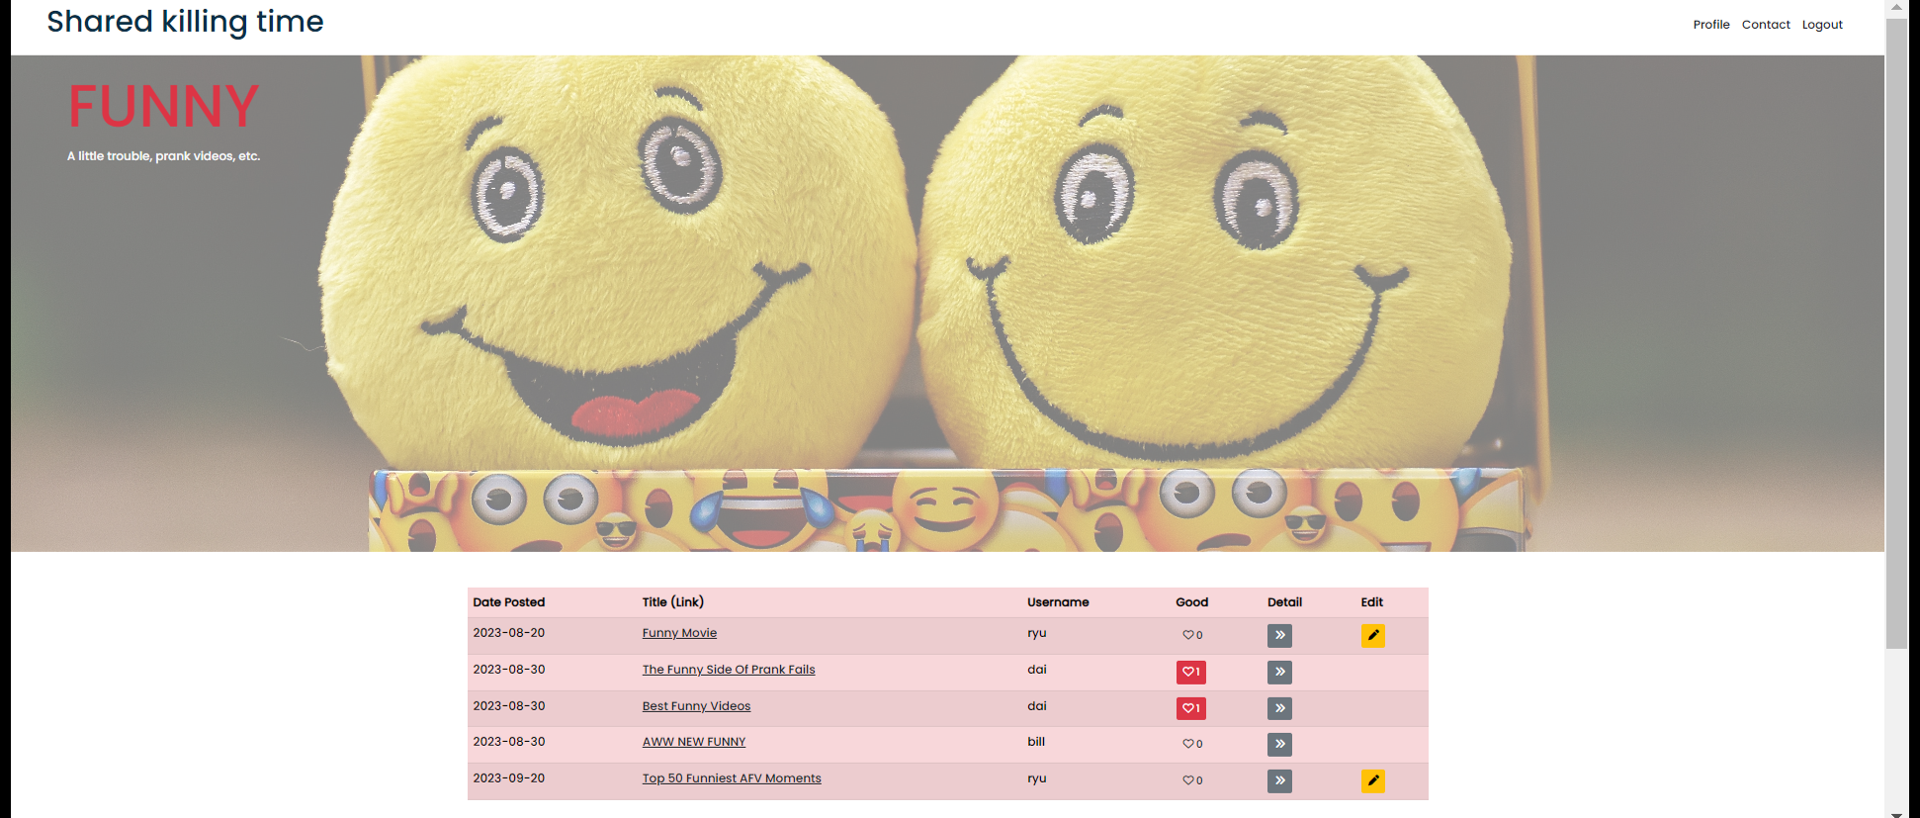 Shared killing time
Profile Contact Logout
FUNNY
A little trouble, prank videos, etc.
Date Posted Title (Link) Username Good Detail Edit
2023-08-20 Funny Movie ryu 0
2023-08-30 The Funny Side Of Prank Fails dai 1
2023-08-30 Best Funny Videos dai 1
2023-08-30 AWW NEW FUNNY bill 0
2023-09-20 Top 50 Funniest AFV Moments ryu 0